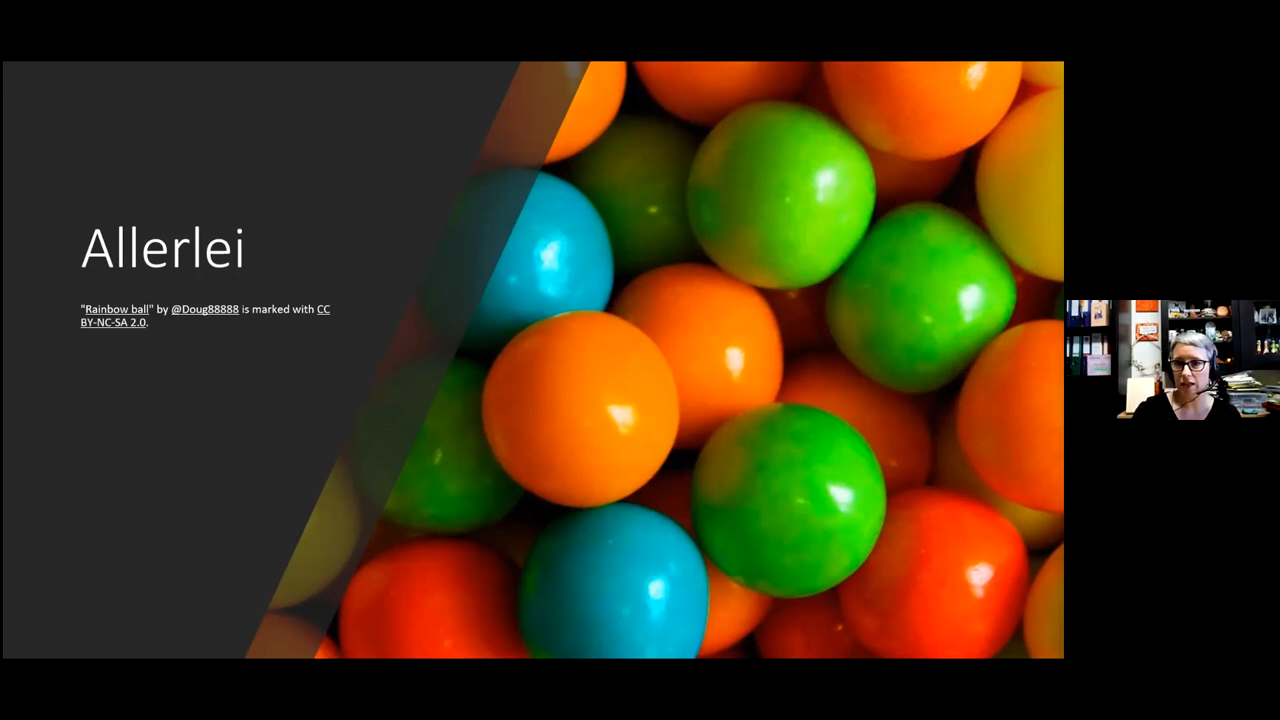 Allerlei
"Rainbow ball" by @Doug88888 is marked with CC
BY-NC-SA 2.0.